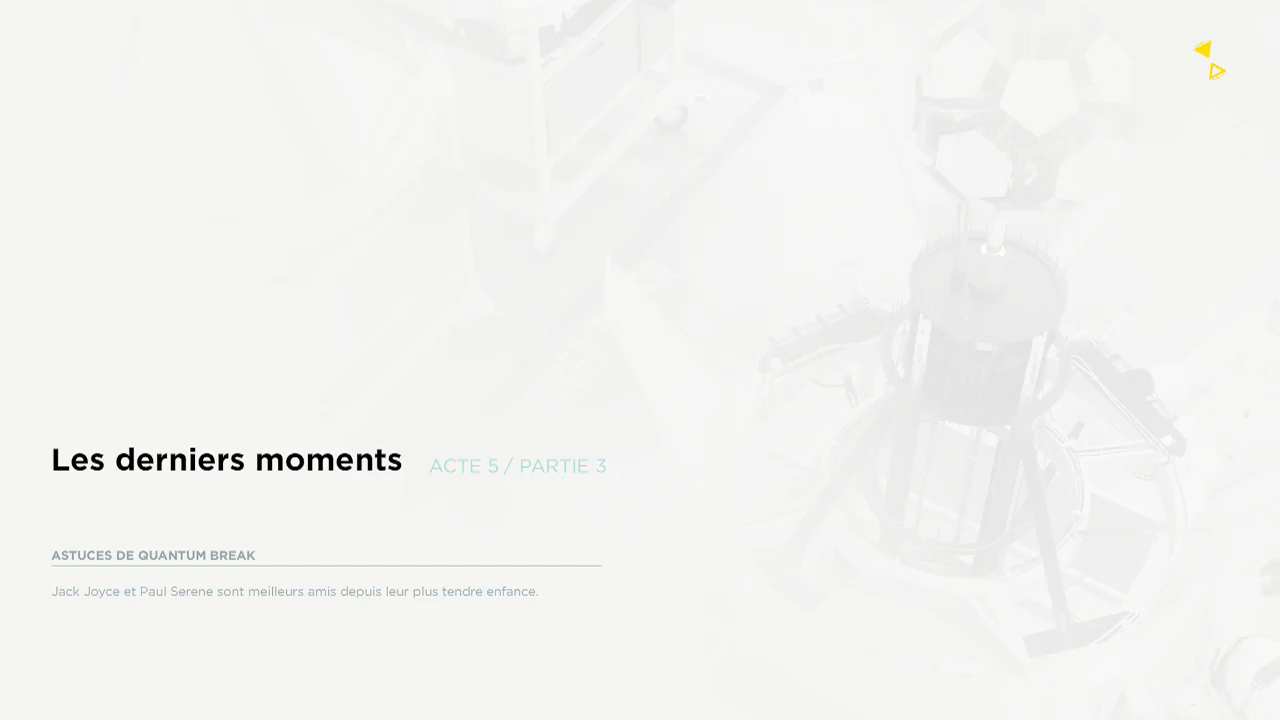 Les derniers moments ACTE 5 / PARTIE 3
ASTUCES DE QUANTUM BREAK
Jack Joyce et Paul Serene sont meilleurs amis depuis leur plus tendre enfance.